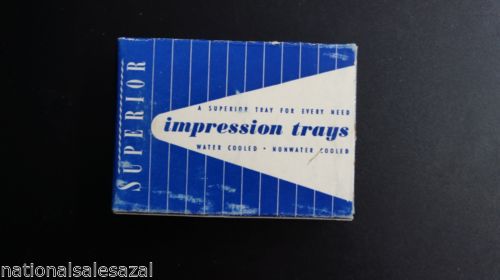 SUPERIOR
A SUPERIOR TRAY FOR EVERY NEED
impression trays
WATER COOLED • NONWATER COOLED
nationalsalesazal